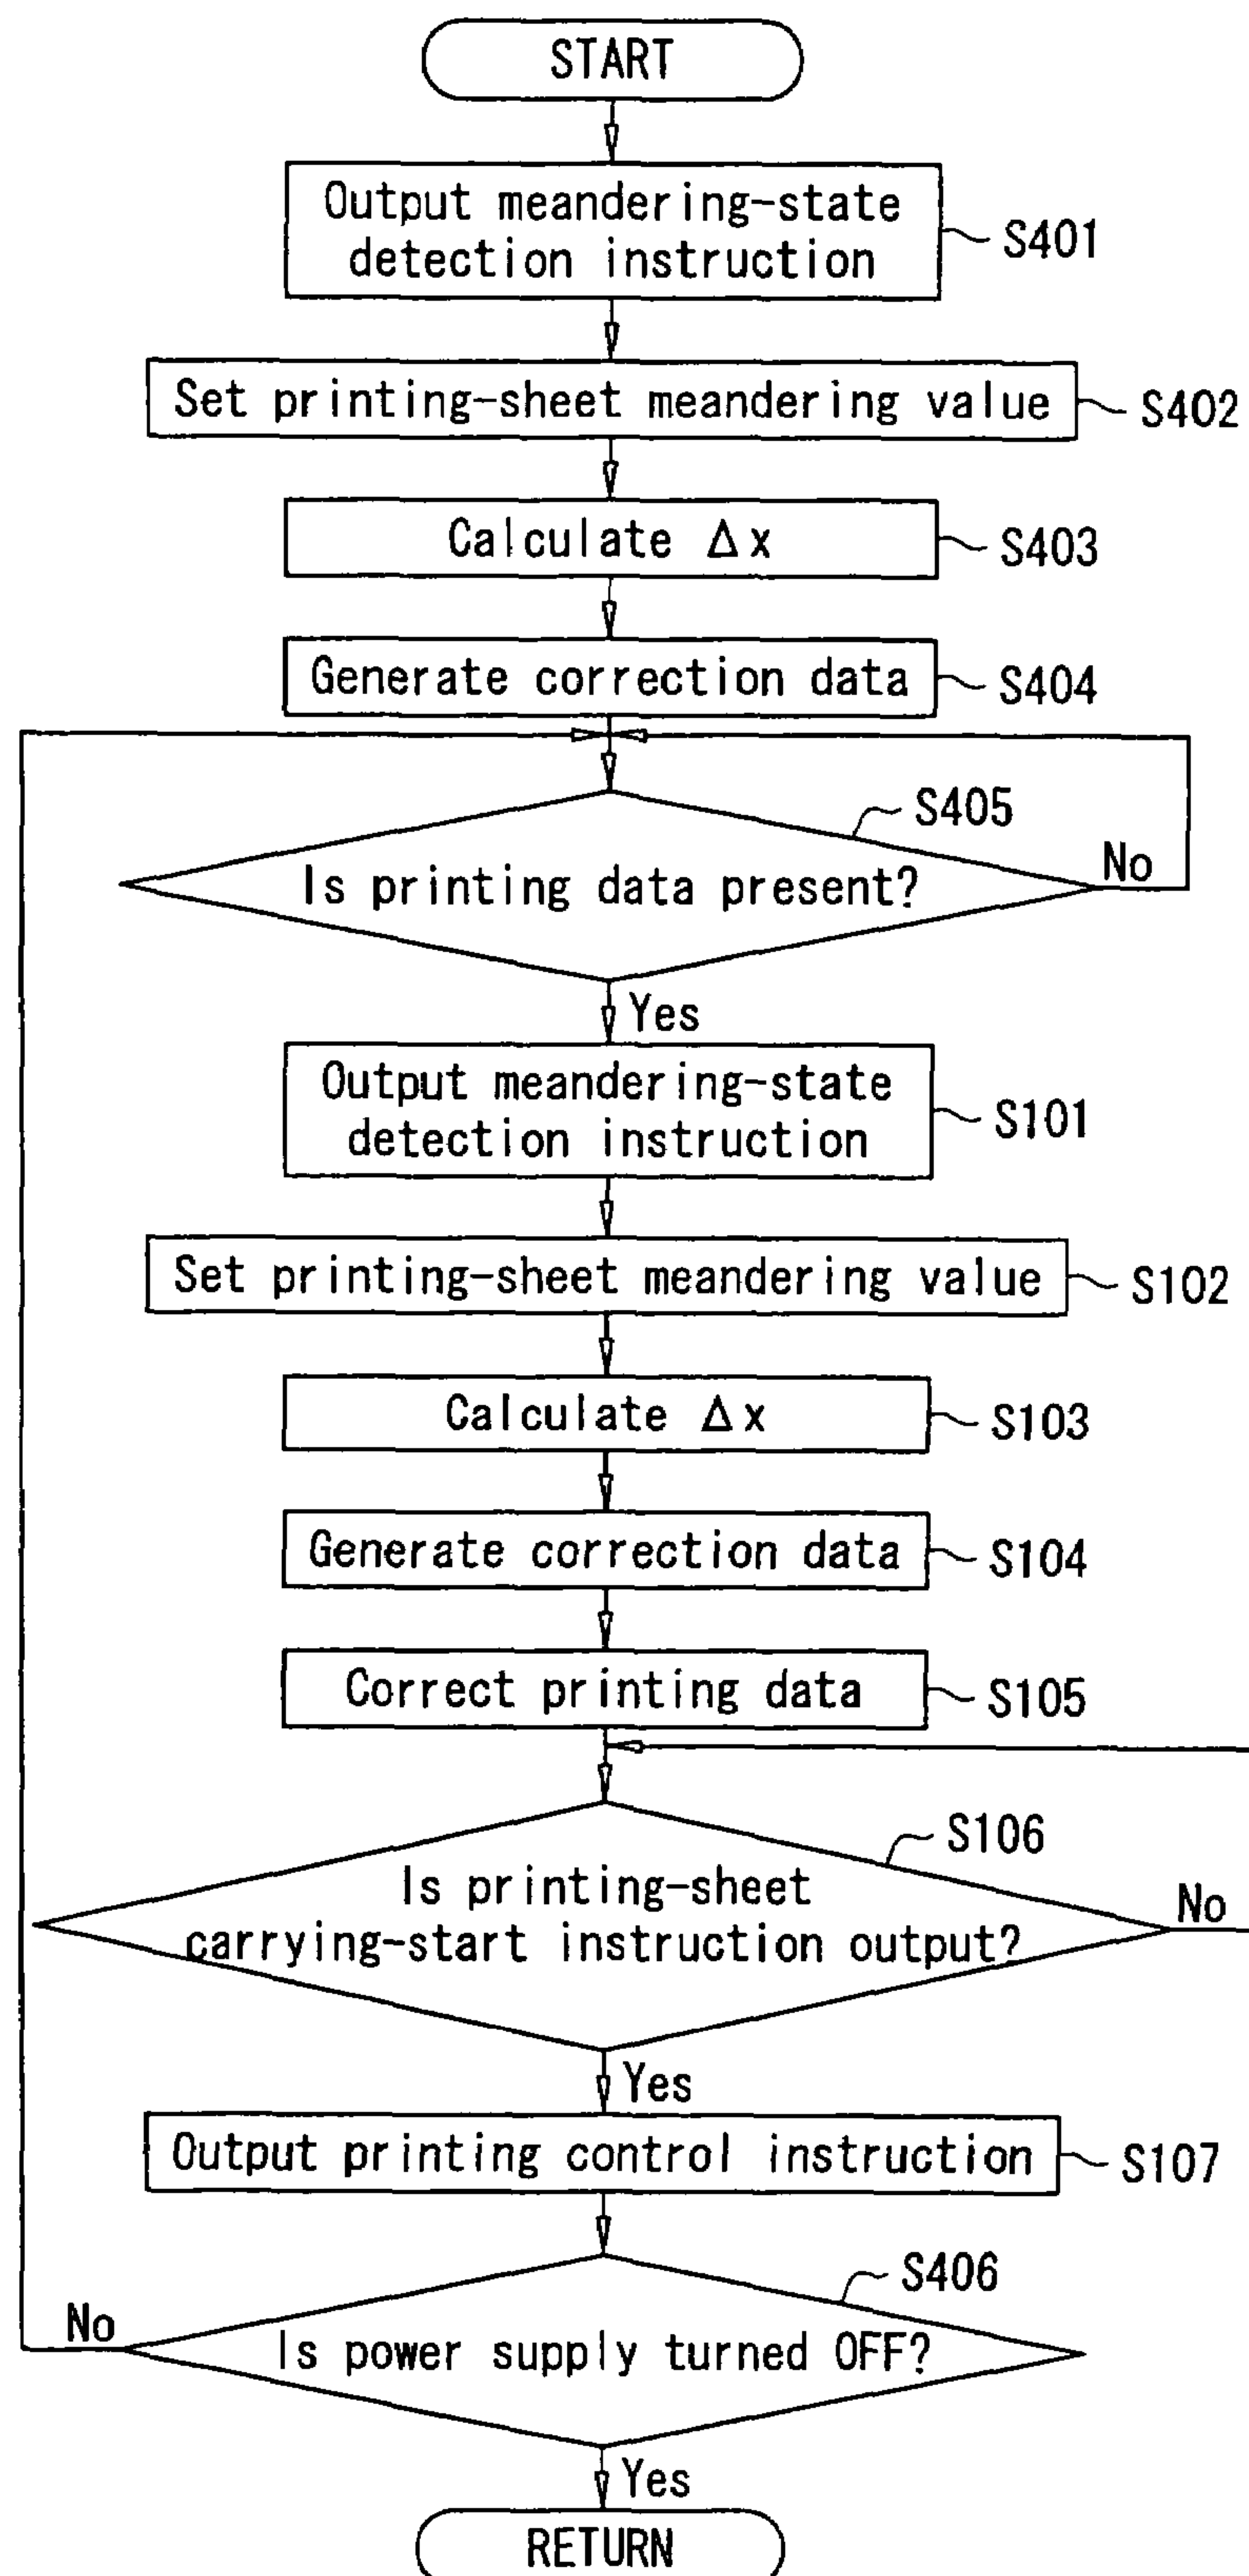 START
Output meandering-state
detection instruction
S401
Set printing-sheet meandering value
S402
Calculate Δx
S403
Generate correction data
S404
S405
Is printing data present?
No
Yes
Output meandering-state
detection instruction
S101
Set printing-sheet meandering value
S102
Calculate Δx
S103
Generate correction data
S104
Correct printing data
S105
S106
Is printing-sheet
carrying-start instruction output?
No
Yes
Output printing control instruction
S107
S406
No
Is power supply turned OFF?
Yes
RETURN